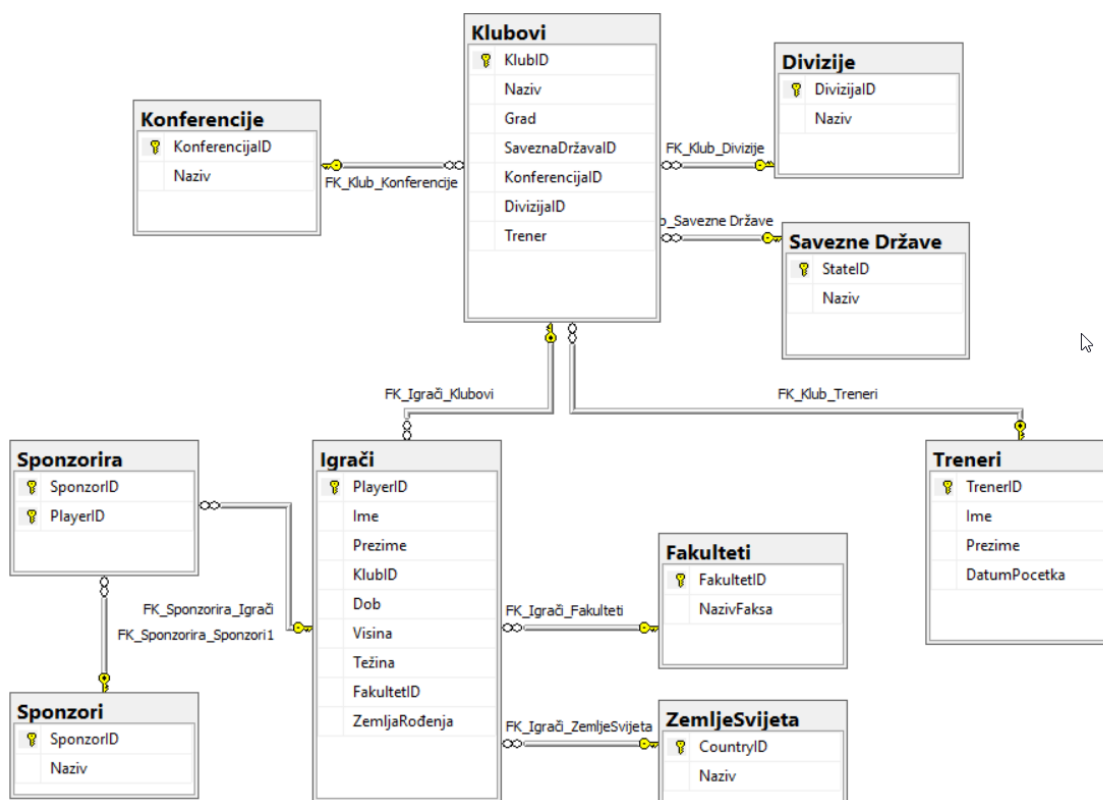 Klubovi
KlubID
Naziv
Grad
SaveznaDržavaID
KonferencijaID
DivizijaID
Trener
Divizije
DivizijaID
Naziv
Konferencije
KonferencijaID
Naziv
FK_Klub_Konferencije
FK_Klub_Divizije
o_Savezne Države
Savezne Države
StateID
Naziv
FK_Igrači_Klubovi
FK_Klub_Treneri
Sponzorira
SponzorID
PlayerID
Igrači
PlayerID
Ime
Prezime
KlubID
Dob
Visina
Težina
FakultetID
ZemljaRođenja
Treneri
TrenerID
Ime
Prezime
DatumPocetka
Fakulteti
FakultetID
NazivFaksa
FK_Sponzorira_Igrači
FK_Sponzorira_Sponzori1
FK_Igrači_Fakulteti
Sponzori
SponzorID
Naziv
FK_Igrači_ZemljeSvijeta
ZemljeSvijeta
CountryID
Naziv